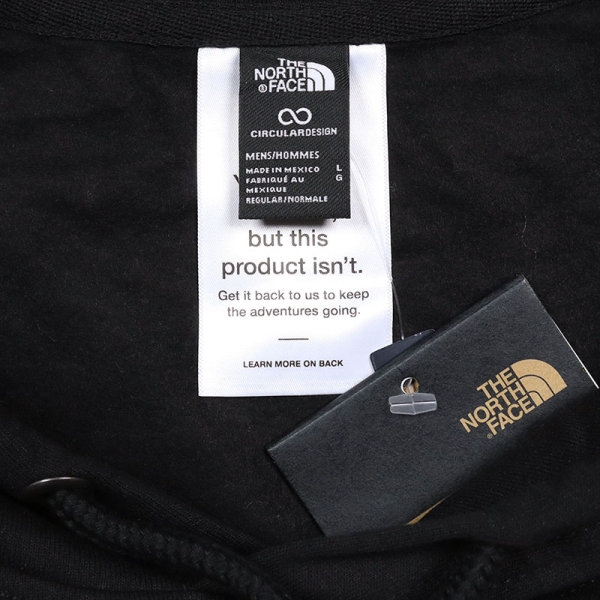 THE
NORTH
FACE®
CIRCULARDESIGN
MENS/HOMMES
MADE IN MEXICO L
FABRIQUÉ AU G
MEXIQUE
REGULAR/NORMALE
but this
product isn't.
Get it back to us to keep
the adventures going.
LEARN MORE ON BACK
THE
NORTH
FACE®